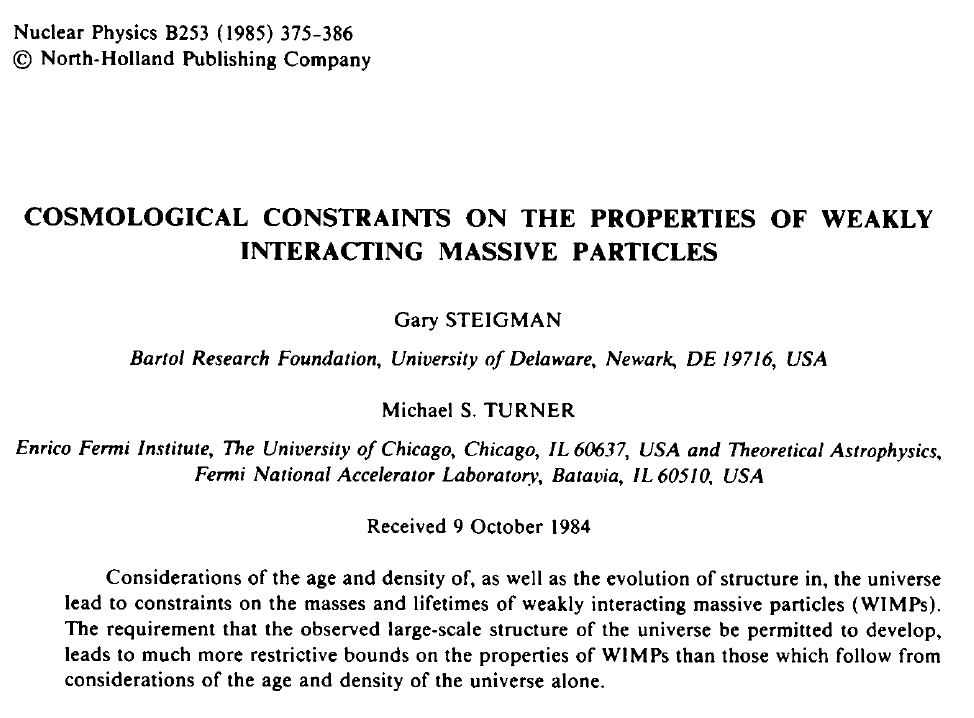 Nuclear Physics B253 (1985) 375-386
© North-Holland Publishing Company
COSMOLOGICAL CONSTRAINTS ON THE PROPERTIES OF WEAKLY
INTERACTING MASSIVE PARTICLES
Gary STEIGMAN
Bartol Research Foundation, University of Delaware, Newark, DE 19716, USA
Michael S. TURNER
Enrico Fermi Institute, The University of Chicago, Chicago, IL 60637, USA and Theoretical Astrophysics,
Fermi National Accelerator Laboratory, Batavia, IL 60510, USA
Received 9 October 1984
Considerations of the age and density of, as well as the evolution of structure in, the universe
lead to constraints on the masses and lifetimes of weakly interacting massive particles (WIMPs).
The requirement that the observed large-scale structure of the universe be permitted to develop,
leads to much more restrictive bounds on the properties of WIMPs than those which follow from
considerations of the age and density of the universe alone.